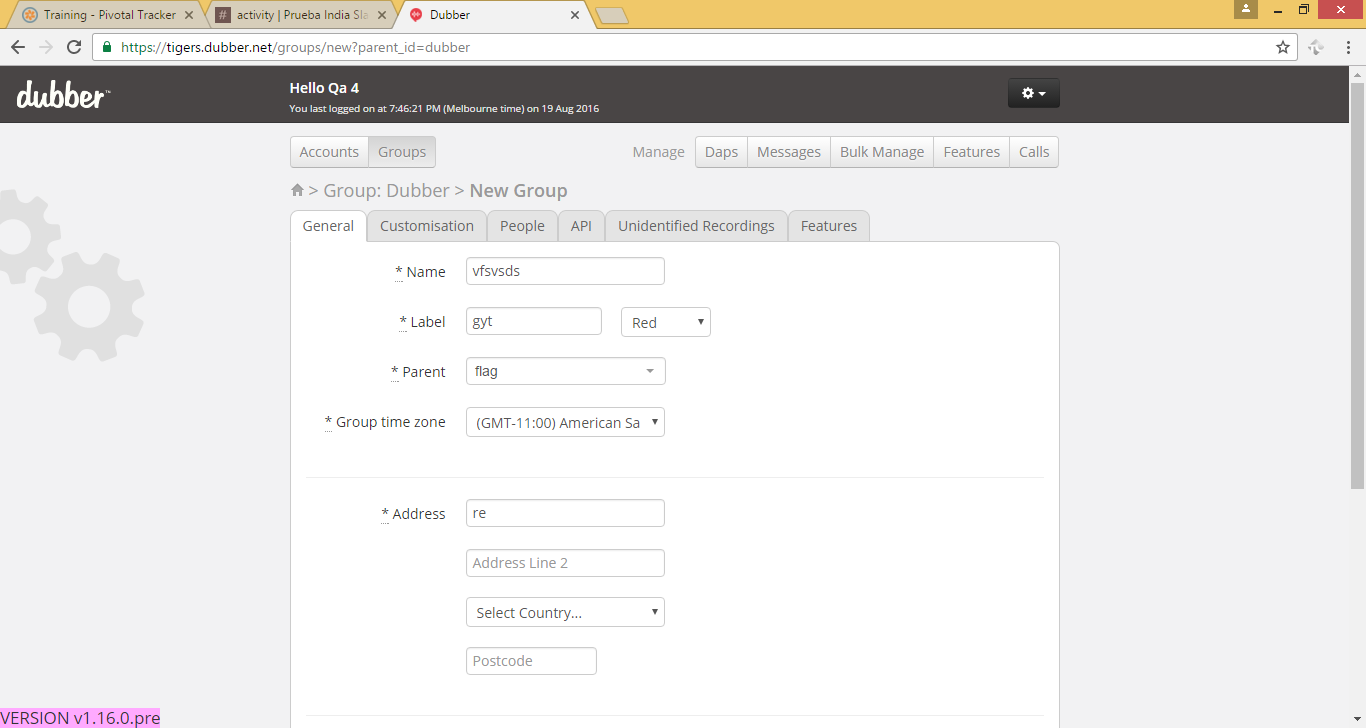 Training - Pivotal Tracker
activity | Prueba India Sla
Dubber
https://tigers.dubber.net/groups/new?parent_id=dubber
dubber™
Hello Qa 4
You last logged on at 7:46:21 PM (Melbourne time) on 19 Aug 2016
Accounts Groups Manage Daps Messages Bulk Manage Features Calls
> Group: Dubber > New Group
General Customisation People API Unidentified Recordings Features
* Name vfsvsds
* Label gyt Red
* Parent flag
* Group time zone (GMT-11:00) American Sa
* Address re
Address Line 2
Select Country...
Postcode
VERSION v1.16.0.pre